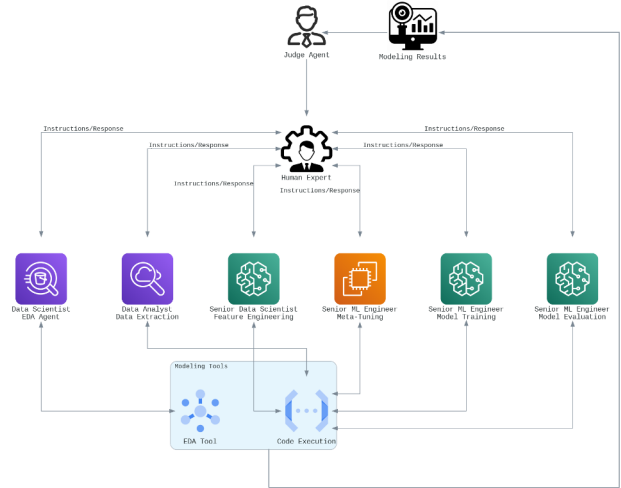 Judge Agent
Modeling Results
Instructions/Response
Instructions/Response
Instructions/Response
Instructions/Response
Instructions/Response
Instructions/Response
Human Expert
Data Scientist
EDA Agent
Data Analyst
Data Extraction
Senior Data Scientist
Feature Engineering
Senior ML Engineer
Meta-Tuning
Senior ML Engineer
Model Training
Senior ML Engineer
Model Evaluation
Modeling Tools
EDA Tool
Code Execution